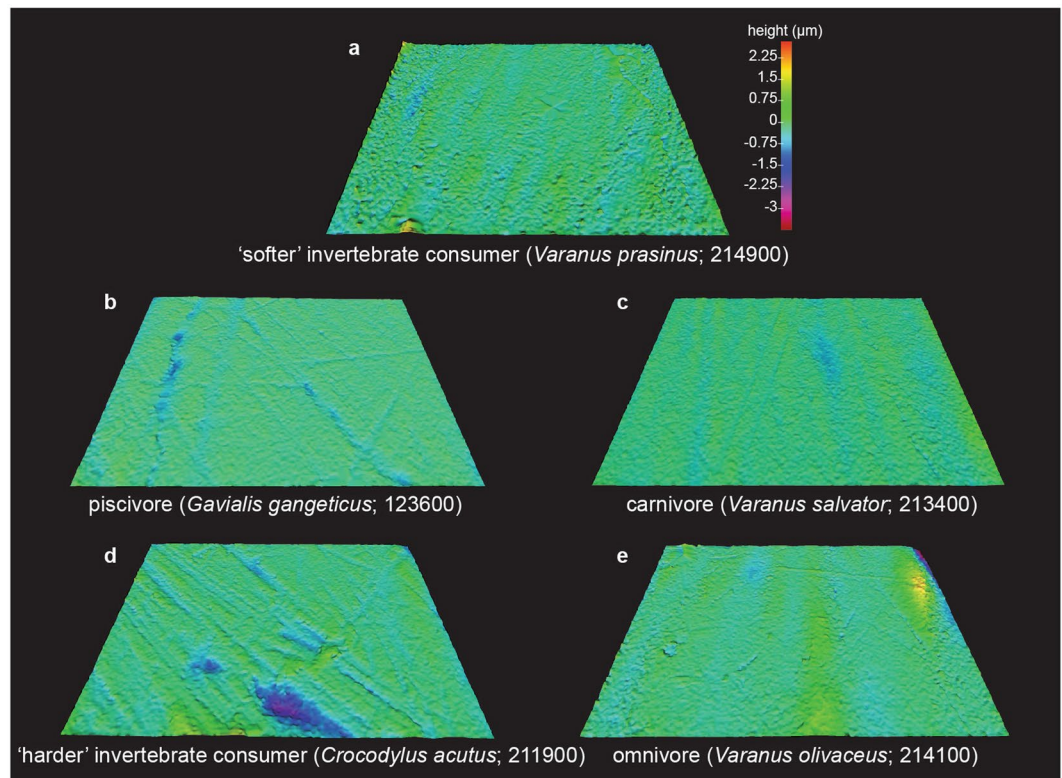 a
height (µm)
2.25
1.5
0.75
0
-0.75
-1.5
-2.25
-3
'softer' invertebrate consumer (Varanus prasinus; 214900)
b
c
piscivore (Gavialis gangeticus; 123600)
carnivore (Varanus salvator; 213400)
d
e
'harder' invertebrate consumer (Crocodylus acutus; 211900)
omnivore (Varanus olivaceus; 214100)